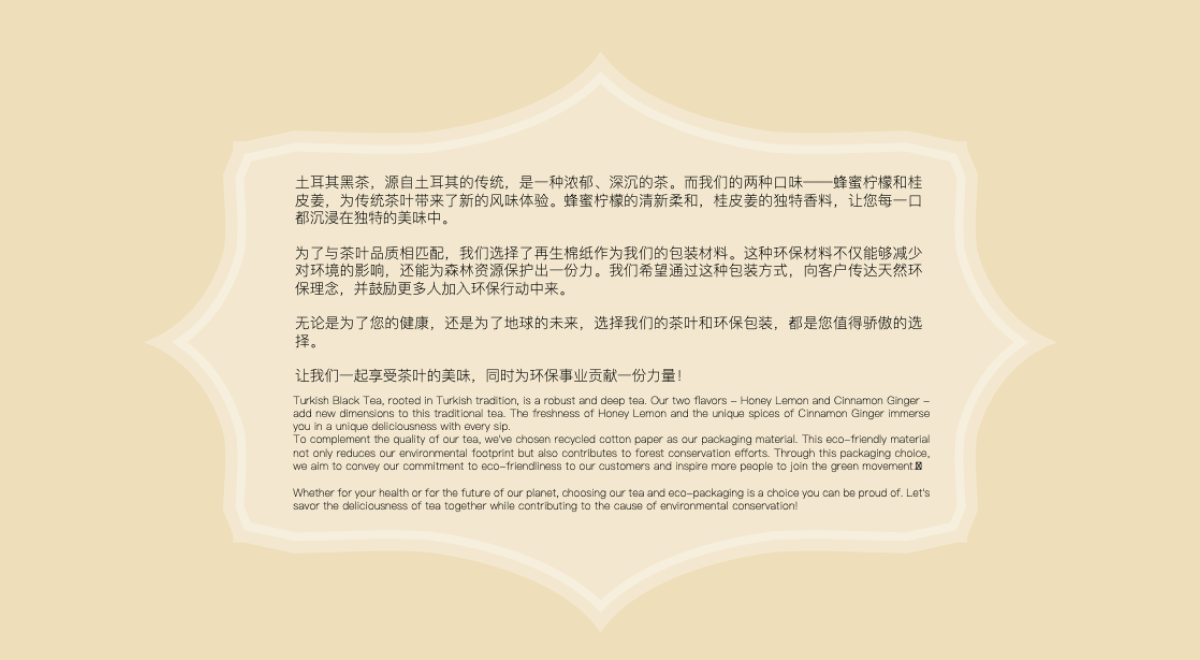 土耳其黑茶，源自土耳其的传统，是一种浓郁、深沉的茶。而我们的两种口味——蜂蜜柠檬和桂
皮姜，为传统茶叶带来了新的风味体验。蜂蜜柠檬的清新柔和，桂皮姜的独特香料，让您每一口
都沉浸在独特的美味中。
为了与茶叶品质相匹配，我们选择了再生棉纸作为我们的包装材料。这种环保材料不仅能够减少
对环境的影响，还能为森林资源保护出一份力。我们希望通过这种包装方式，向客户传达天然环
保理念，并鼓励更多人加入环保行动中来。
无论是为了您的健康，还是为了地球的未来，选择我们的茶叶和环保包装，都是您值得骄傲的选
择。
让我们一起享受茶叶的美味，同时为环保事业贡献一份力量！
Turkish Black Tea, rooted in Turkish tradition, is a robust and deep tea. Our two flavors – Honey Lemon and Cinnamon Ginger –
add new dimensions to this traditional tea. The freshness of Honey Lemon and the unique spices of Cinnamon Ginger immerse
you in a unique deliciousness with every sip.
To complement the quality of our tea, we've chosen recycled cotton paper as our packaging material. This eco-friendly material
not only reduces our environmental footprint but also contributes to forest conservation efforts. Through this packaging choice,
we aim to convey our commitment to eco-friendliness to our customers and inspire more people to join the green movement.
Whether for your health or for the future of our planet, choosing our tea and eco-packaging is a choice you can be proud of. Let's
savor the deliciousness of tea together while contributing to the cause of environmental conservation!